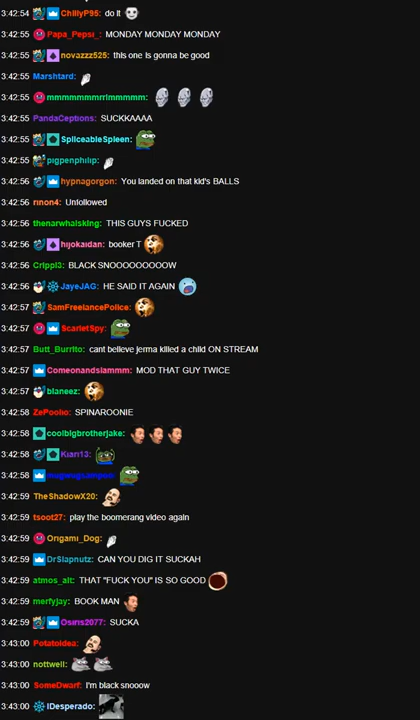 3:42:54 ChillyP95: do it
3:42:55 Papa_Pepsi_: MONDAY MONDAY MONDAY
3:42:55 novazzz525: this one is gonna be good
3:42:55 Marshtard:
3:42:55 mmmmmmrrimmmmm:
3:42:55 PandaCeptions: SUCKKAAAA
3:42:55 SpliceableSpleen:
3:42:55 pigpenphilip:
3:42:56 hypnagorgon: You landed on that kid's BALLS
3:42:56 rinon4: Unfollowed
3:42:56 thenarwhalsking: THIS GUYS FUCKED
3:42:56 hijokaidan: booker T
3:42:56 Crippl3: BLACK SNOOOOOOOOOW
3:42:56 JayeJAG: HE SAID IT AGAIN
3:42:57 SamFreelancePolice:
3:42:57 ScarletSpy:
3:42:57 Butt_Burrito: cant believe jerma killed a child ON STREAM
3:42:57 Comeonandslammm: MOD THAT GUY TWICE
3:42:57 blaneez:
3:42:58 ZePoolio: SPINAROONIE
3:42:58 coolbigbrotherjake:
3:42:58 Kiari13:
3:42:58
3:42:59 TheShadowX20:
3:42:59 tsoot27: play the boomerang video again
3:42:59 Origami_Dog:
3:42:59 DrSlapnutz: CAN YOU DIG IT SUCKAH
3:42:59 atmos_alt: THAT "FUCK YOU" IS SO GOOD
3:42:59 merfyjay: BOOK MAN
3:42:59 Osiris2077: SUCKA
3:43:00 PotatoIdea:
3:43:00 nottwell:
3:43:00 SomeDwarf: I'm black snooow
3:43:00 IDesperado: